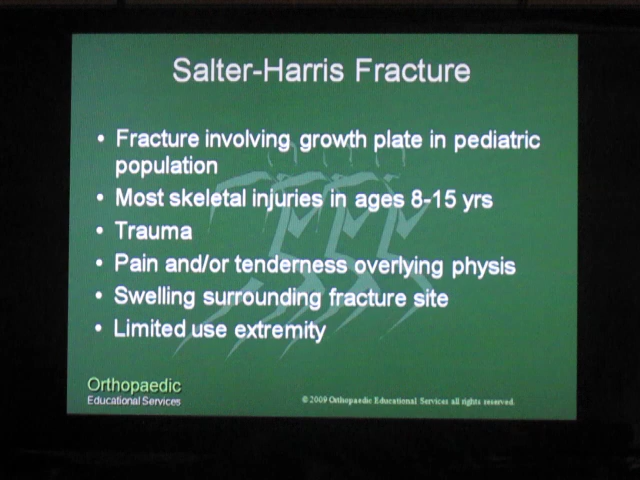 Salter-Harris Fracture
• Fracture involving growth plate in pediatric
population
• Most skeletal injuries in ages 8-15 yrs
• Trauma
• Pain and/or tenderness overlying physis
• Swelling surrounding fracture site
• Limited use extremity
Orthopaedic
Educational Services
© 2009 Orthopaedic Educational Services all rights reserved.